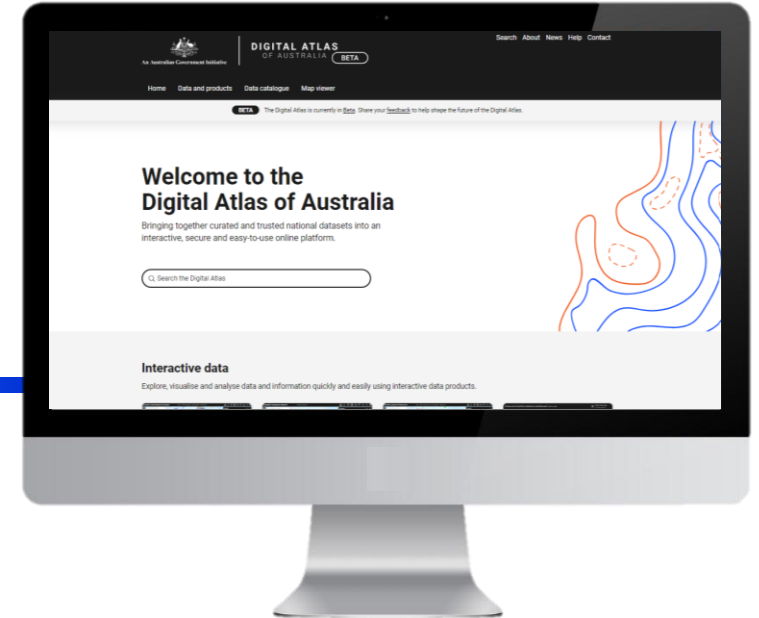 Search About News Help Contact
DIGITAL ATLAS
OF AUSTRALIA BETA
An Australian Government Initiative
Home Data and products Data catalogue Map viewer
BETA The Digital Atlas is currently in Beta. Share your feedback to help shape the future of the Digital Atlas.
Welcome to the
Digital Atlas of Australia
Bringing together curated and trusted national datasets into an
interactive, secure and easy-to-use online platform.
Search the Digital Atlas
Interactive data
Explore, visualise and analyse data and information quickly and easily using interactive data products.